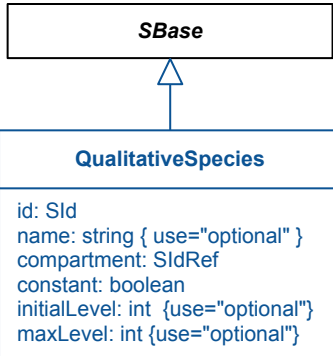 SBase
QualitativeSpecies
id: SId
name: string { use="optional" }
compartment: SIdRef
constant: boolean
initialLevel: int  {use="optional"}
maxLevel: int {use="optional"}